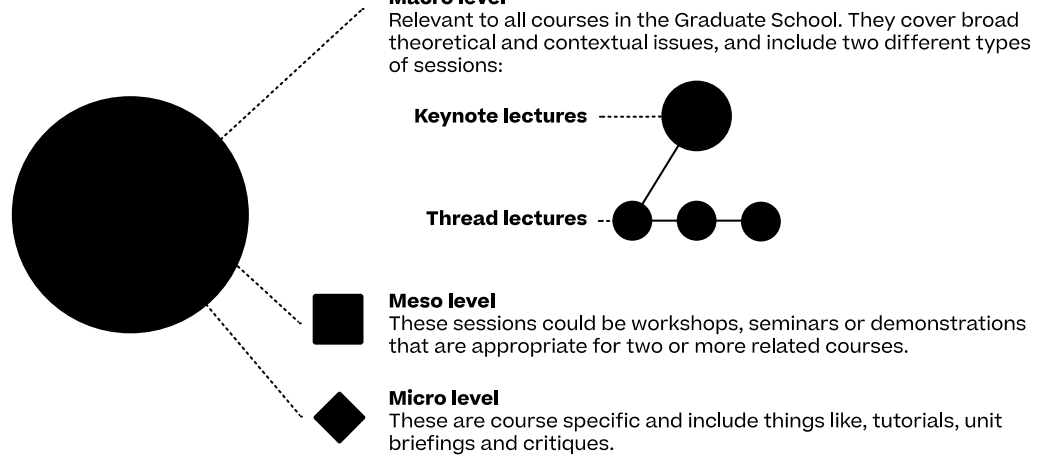 Macro level
Relevant to all courses in the Graduate School. They cover broad
theoretical and contextual issues, and include two different types
of sessions:
Keynote lectures
Thread lectures
Meso level
These sessions could be workshops, seminars or demonstrations
that are appropriate for two or more related courses.
Micro level
These are course specific and include things like, tutorials, unit
briefings and critiques.